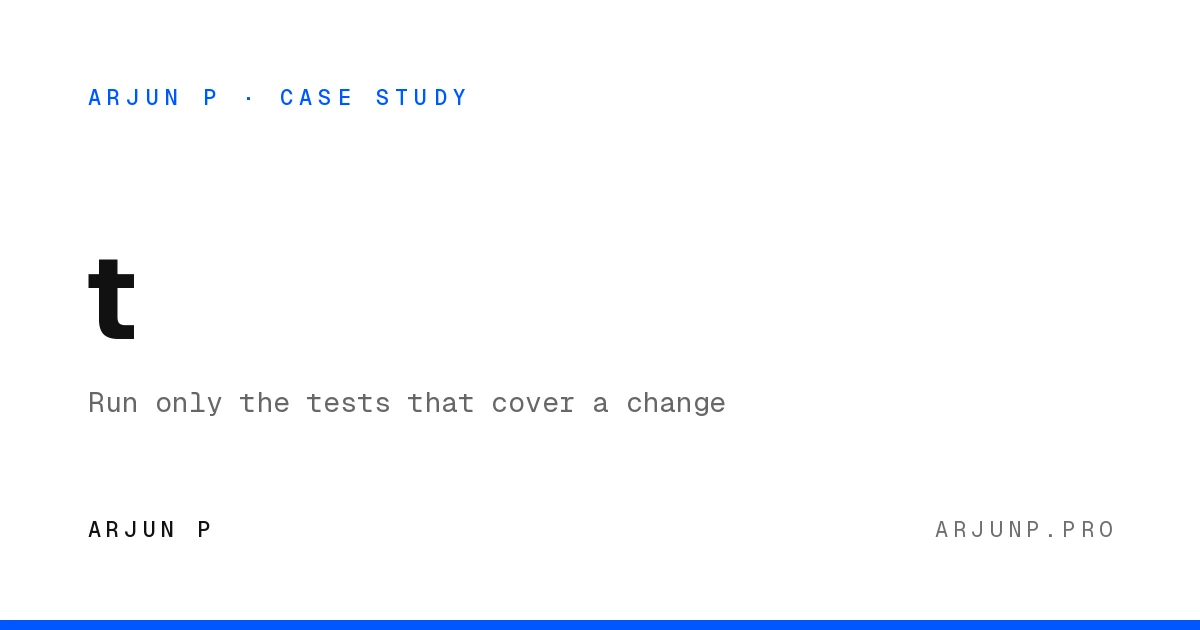 ARJUN P · CASE STUDY
t
Run only the tests that cover a change
ARJUN P
ARJUNP.PRO